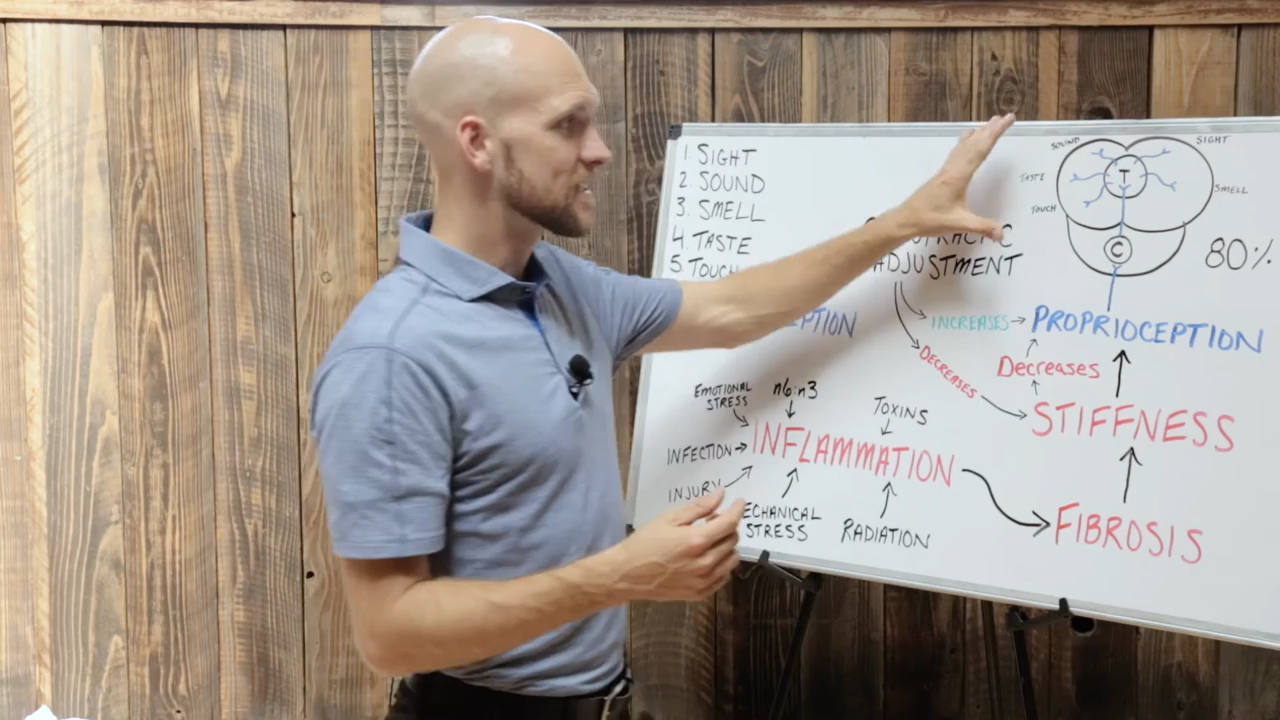 1. SIGHT
2. SOUND
3. SMELL
4. TASTE
5. TOUCH
ADJUSTMENT
SOUND
SIGHT
TASTE
SMELL
TOUCH
T
C
80%
INCREASES → PROPRIOCEPTION
DECREASES
Decreases
STIFFNESS
EMOTIONAL
STRESS
n6:n3
TOXINS
INFECTION → INFLAMMATION
INJURY
STRESS
RADIATION
FIBROSIS